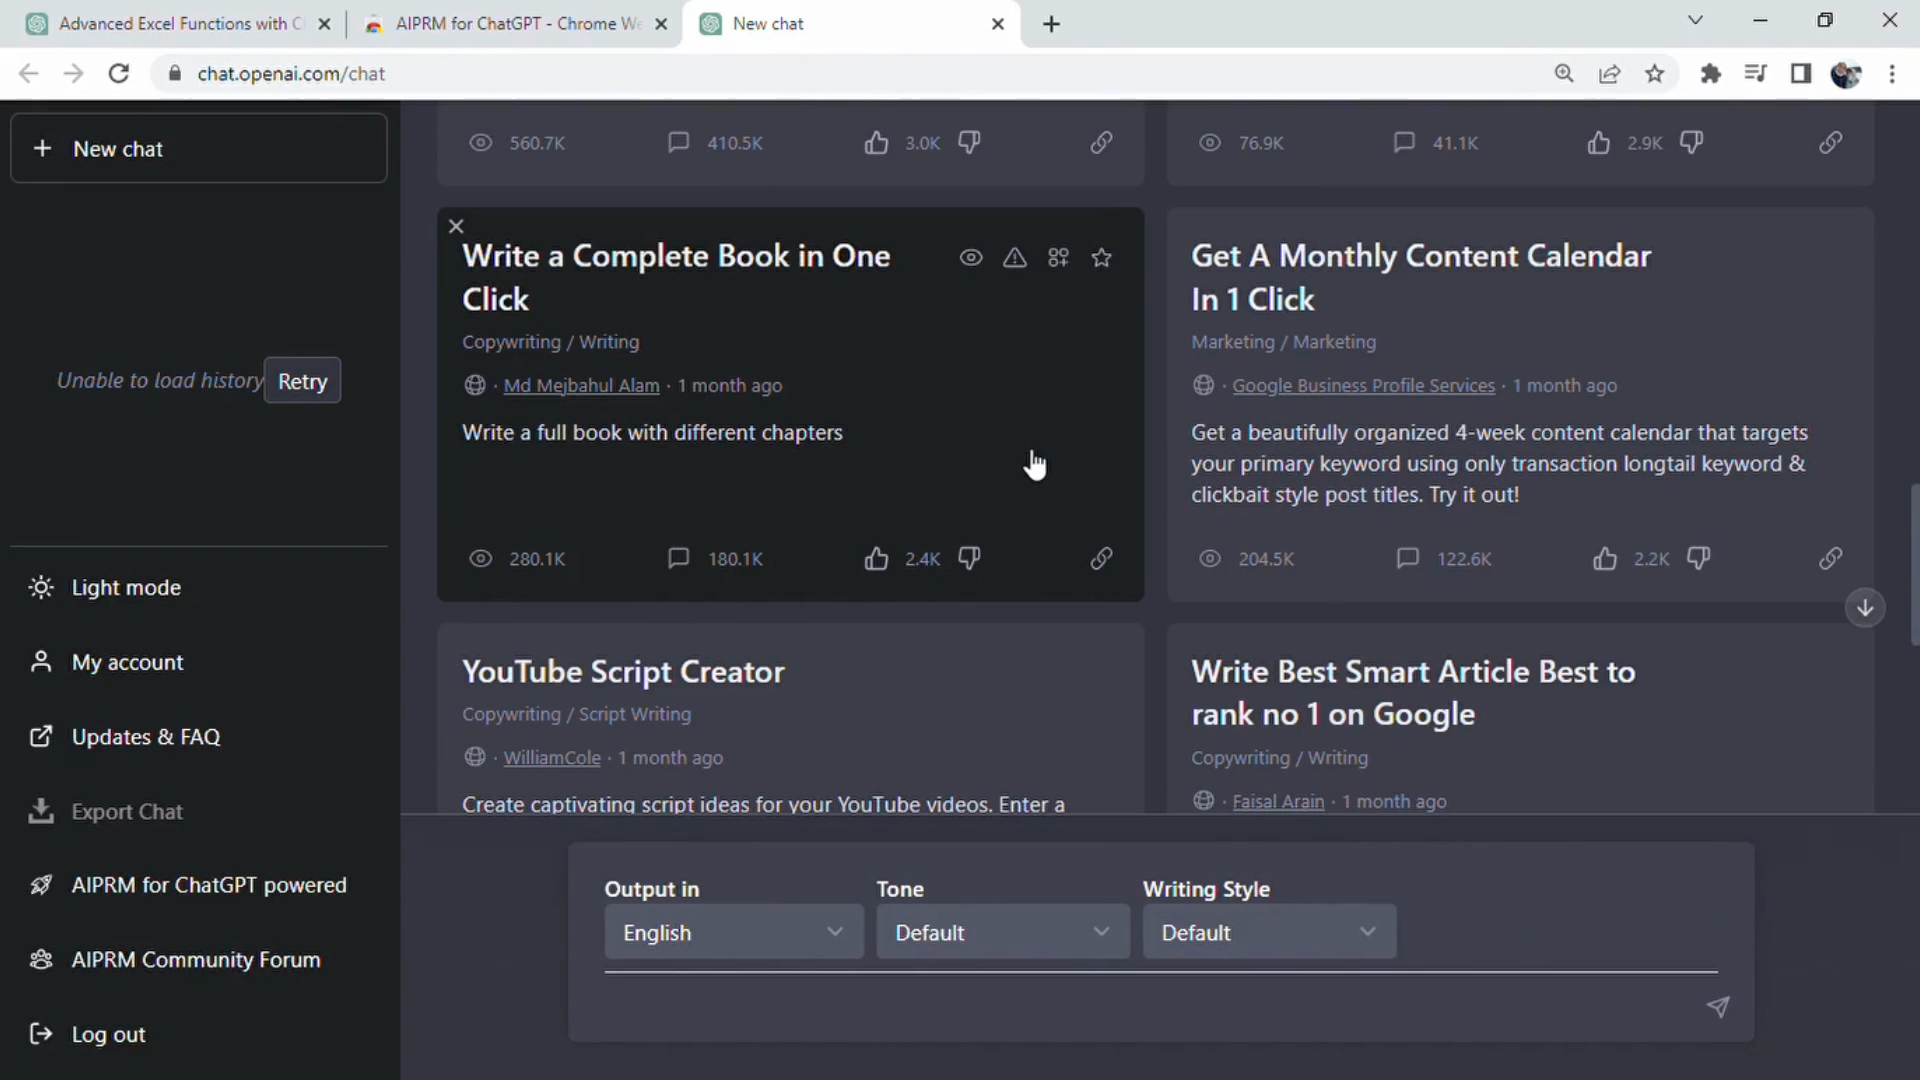 Advanced Excel Functions with C
AIPRM for ChatGPT - Chrome We
New chat
chat.openai.com/chat
New chat
Unable to load history
Retry
Light mode
My account
Updates & FAQ
Export Chat
AIPRM for ChatGPT powered
AIPRM Community Forum
Log out
560.7K 410.5K 3.0K
76.9K 41.1K 2.9K
Write a Complete Book in One
Click
Copywriting / Writing
· Md Mejbahul Alam · 1 month ago
Write a full book with different chapters
280.1K 180.1K 2.4K
Get A Monthly Content Calendar
In 1 Click
Marketing / Marketing
· Google Business Profile Services · 1 month ago
Get a beautifully organized 4-week content calendar that targets
your primary keyword using only transaction longtail keyword &
clickbait style post titles. Try it out!
204.5K 122.6K 2.2K
YouTube Script Creator
Copywriting / Script Writing
· WilliamCole · 1 month ago
Create captivating script ideas for your YouTube videos. Enter a
Write Best Smart Article Best to
rank no 1 on Google
Copywriting / Writing
· Faisal Arain · 1 month ago
Output in Tone Writing Style
English Default Default